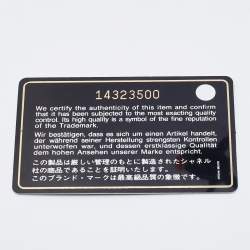 14323500
We certify the authenticity of this item and confirm
that it has been subjected to the most exacting quality
control. Its high quality is a symbol of the fine reputation
of the Trademark.
Wir bestätigen, dass es sich um einen Artikel handelt,
der während seiner Herstellung strengsten Kontrollen
unterworfen war, und dessen erstklassige Qualität
dem hohen Ansehen unserer Marke entspricht.
この製品は厳しい管理のもとに製造されたシャネル
社の商品であることを証明いたします。
このブランド・マークは最高級品質の象徴です。